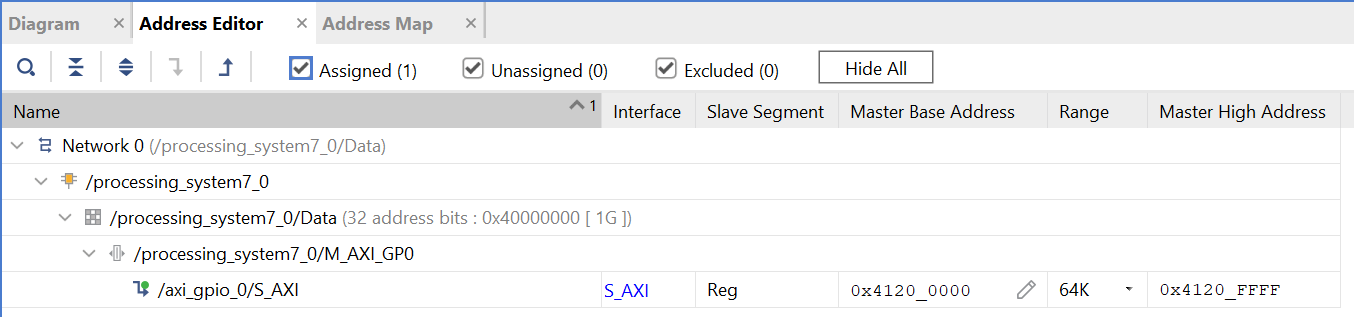 Diagram × Address Editor × Address Map ×
Assigned (1) Unassigned (0) Excluded (0) Hide All
Name 1 Interface Slave Segment Master Base Address Range Master High Address
Network 0 (/processing_system7_0/Data)
/processing_system7_0
/processing_system7_0/Data (32 address bits : 0x40000000 [ 1G ])
/processing_system7_0/M_AXI_GP0
/axi_gpio_0/S_AXI S_AXI Reg 0x4120_0000 64K 0x4120_FFFF